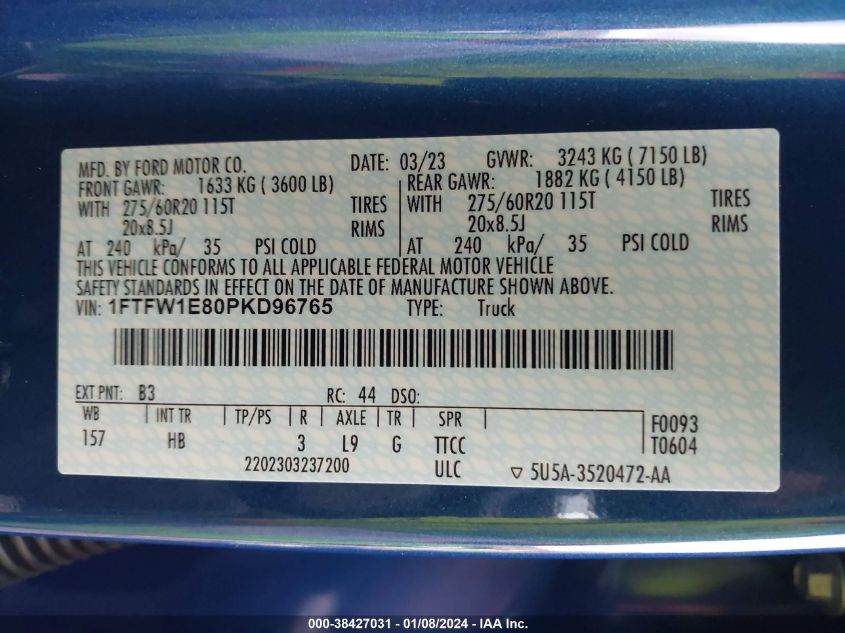 MFD. BY FORD MOTOR CO. DATE: 03/23 GVWR: 3243 KG ( 7150 LB)
FRONT GAWR: 1633 KG ( 3600 LB) REAR GAWR: 1882 KG ( 4150 LB)
WITH 275/60R20 115T TIRES WITH 275/60R20 115T TIRES
20x8.5J RIMS 20x8.5J RIMS
AT 240 kPa/ 35 PSI COLD AT 240 kPa/ 35 PSI COLD
THIS VEHICLE CONFORMS TO ALL APPLICABLE FEDERAL MOTOR VEHICLE
SAFETY STANDARDS IN EFFECT ON THE DATE OF MANUFACTURE SHOWN ABOVE.
VIN: 1FTFW1E80PKD96765 TYPE: Truck
EXT PNT: B3 RC: 44 DSO:
WB INT TR TP/PS R AXLE TR SPR F0093
157 HB 3 L9 G TTCC T0604
2202303237200 ULC ▽ 5U5A-3520472-AA
000-38427031 - 01/08/2024 - IAAI.com/Disclaimer